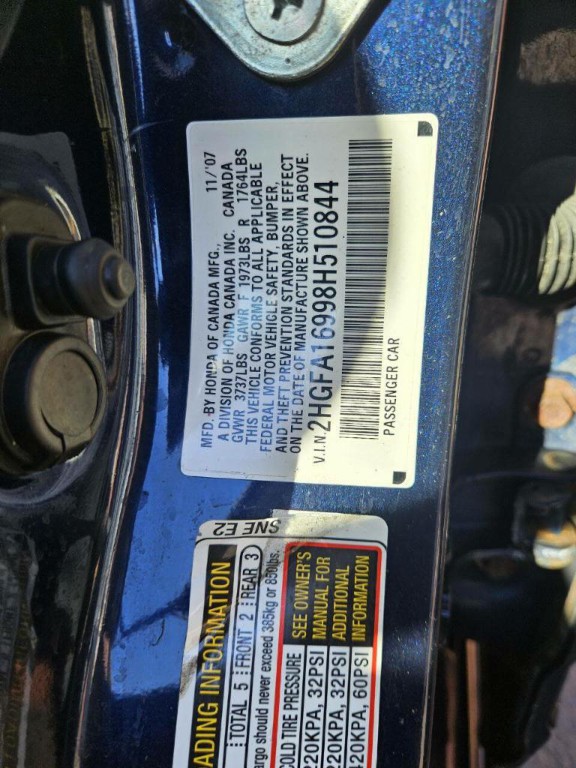 MFD. BY HONDA OF CANADA MFG., 11/'07
A DIVISION OF HONDA CANADA INC. CANADA
GVWR 3737LBS GAWR F 1973LBS R 1764LBS
THIS VEHICLE CONFORMS TO ALL APPLICABLE
FEDERAL MOTOR VEHICLE SAFETY, BUMPER,
AND THEFT PREVENTION STANDARDS IN EFFECT
ON THE DATE OF MANUFACTURE SHOWN ABOVE.
V.I.N. 2HGFA16998H510844
PASSENGER CAR
SNE E2
ADING INFORMATION
TOTAL 5 FRONT 2 REAR 3
argo should never exceed 385kg or 850lbs.
COLD TIRE PRESSURE
220KPA, 32PSI
220KPA, 32PSI
420KPA, 60PSI
SEE OWNER'S
MANUAL FOR
ADDITIONAL
INFORMATION